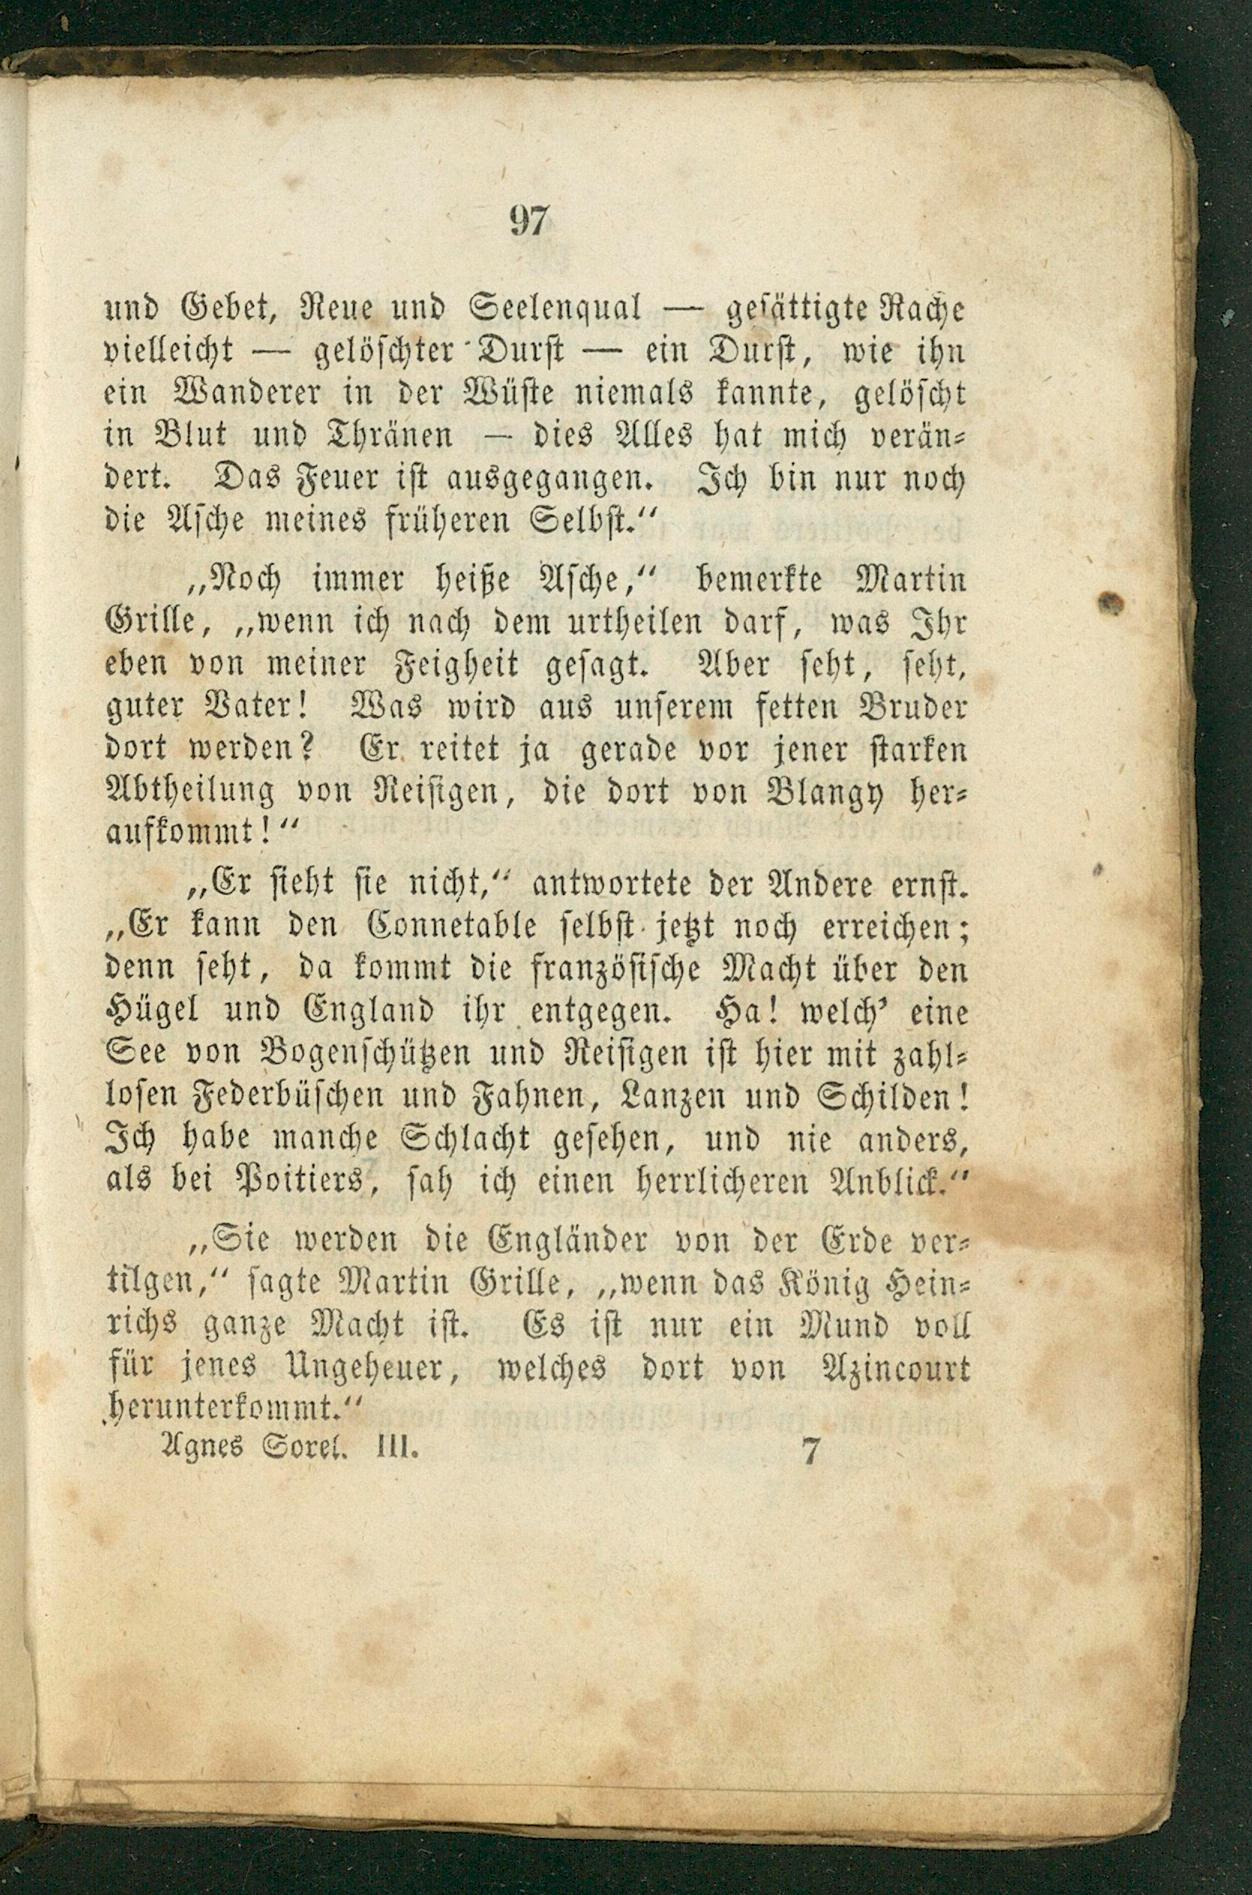 97
und Gebet, Reue und Seelenqual — gesättigte Rache
vielleicht — gelöschter Durst — ein Durst, wie ihn
ein Wanderer in der Wüste niemals kannte, gelöscht
in Blut und Thränen — dies Alles hat mich verän-
dert. Das Feuer ist ausgegangen. Ich bin nur noch
die Asche meines früheren Selbst.“
„Noch immer heiße Asche,“ bemerkte Martin
Grille, „wenn ich nach dem urtheilen darf, was Ihr
eben von meiner Feigheit gesagt. Aber seht, seht,
guter Vater! Was wird aus unserem fetten Bruder
dort werden? Er reitet ja gerade vor jener starken
Abtheilung von Reisigen, die dort von Blangy her-
aufkommt!“
„Er sieht sie nicht,“ antwortete der Andere ernst.
„Er kann den Connetable selbst jetzt noch erreichen;
denn seht, da kommt die französische Macht über den
Hügel und England ihr entgegen. Ha! welch’ eine
See von Bogenschützen und Reisigen ist hier mit zahl-
losen Federbüschen und Fahnen, Lanzen und Schilden!
Ich habe manche Schlacht gesehen, und nie anders,
als bei Poitiers, sah ich einen herrlicheren Anblick.“
„Sie werden die Engländer von der Erde ver-
tilgen,“ sagte Martin Grille, „wenn das König Hein-
richs ganze Macht ist. Es ist nur ein Mund voll
für jenes Ungeheuer, welches dort von Azincourt
herunterkommt.“
Agnes Sorel. III. 7